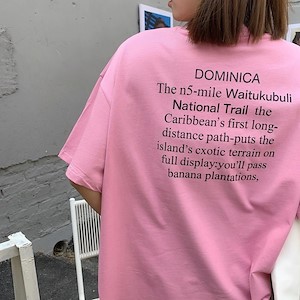 DOMINICA
The n5-mile Waitukubuli
National Trail the
Caribbean's first long-
distance path-puts the
island's exotic terrain on
full display:you'll pass
banana plantations,